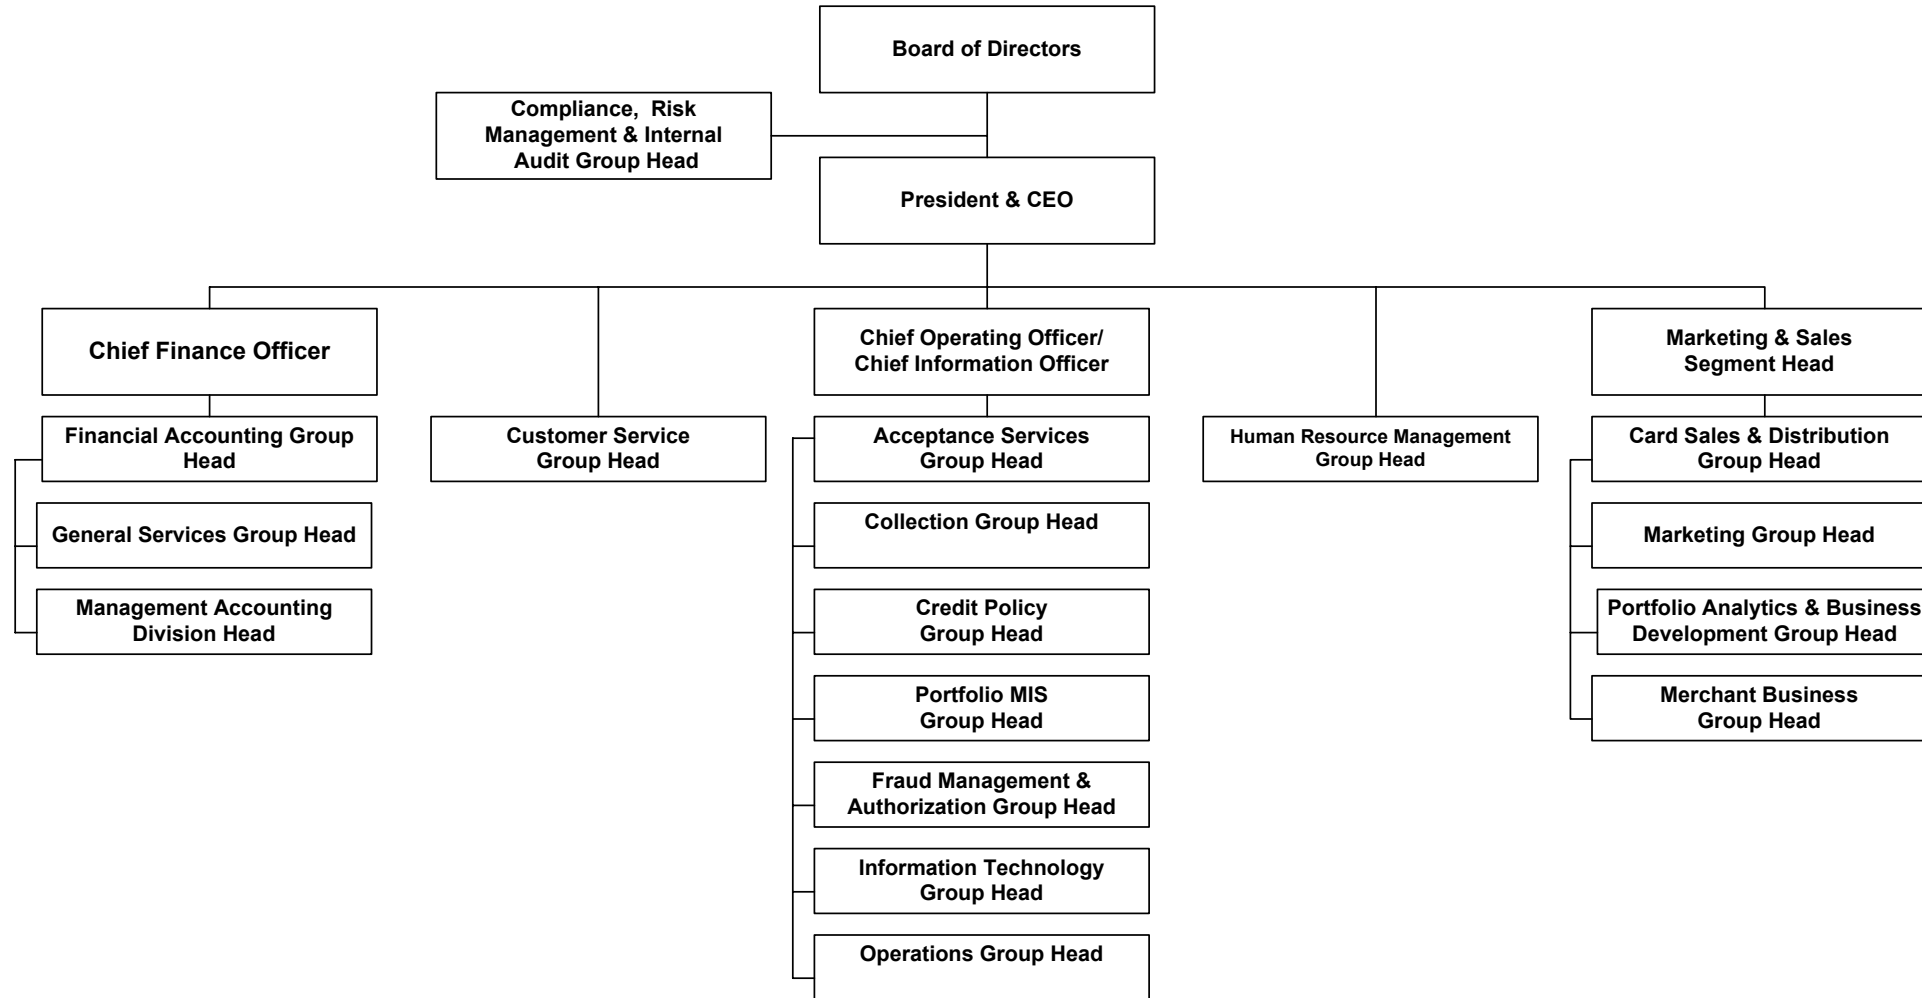 Board of Directors
Compliance, Risk
Management & Internal
Audit Group Head
President & CEO
Chief Finance Officer
Chief Operating Officer/
Chief Information Officer
Marketing & Sales
Segment Head
Financial Accounting Group
Head
Customer Service
Group Head
Acceptance Services
Group Head
Human Resource Management
Group Head
Card Sales & Distribution
Group Head
General Services Group Head
Collection Group Head
Marketing Group Head
Management Accounting
Division Head
Credit Policy
Group Head
Portfolio Analytics & Business
Development Group Head
Portfolio MIS
Group Head
Merchant Business
Group Head
Fraud Management &
Authorization Group Head
Information Technology
Group Head
Operations Group Head